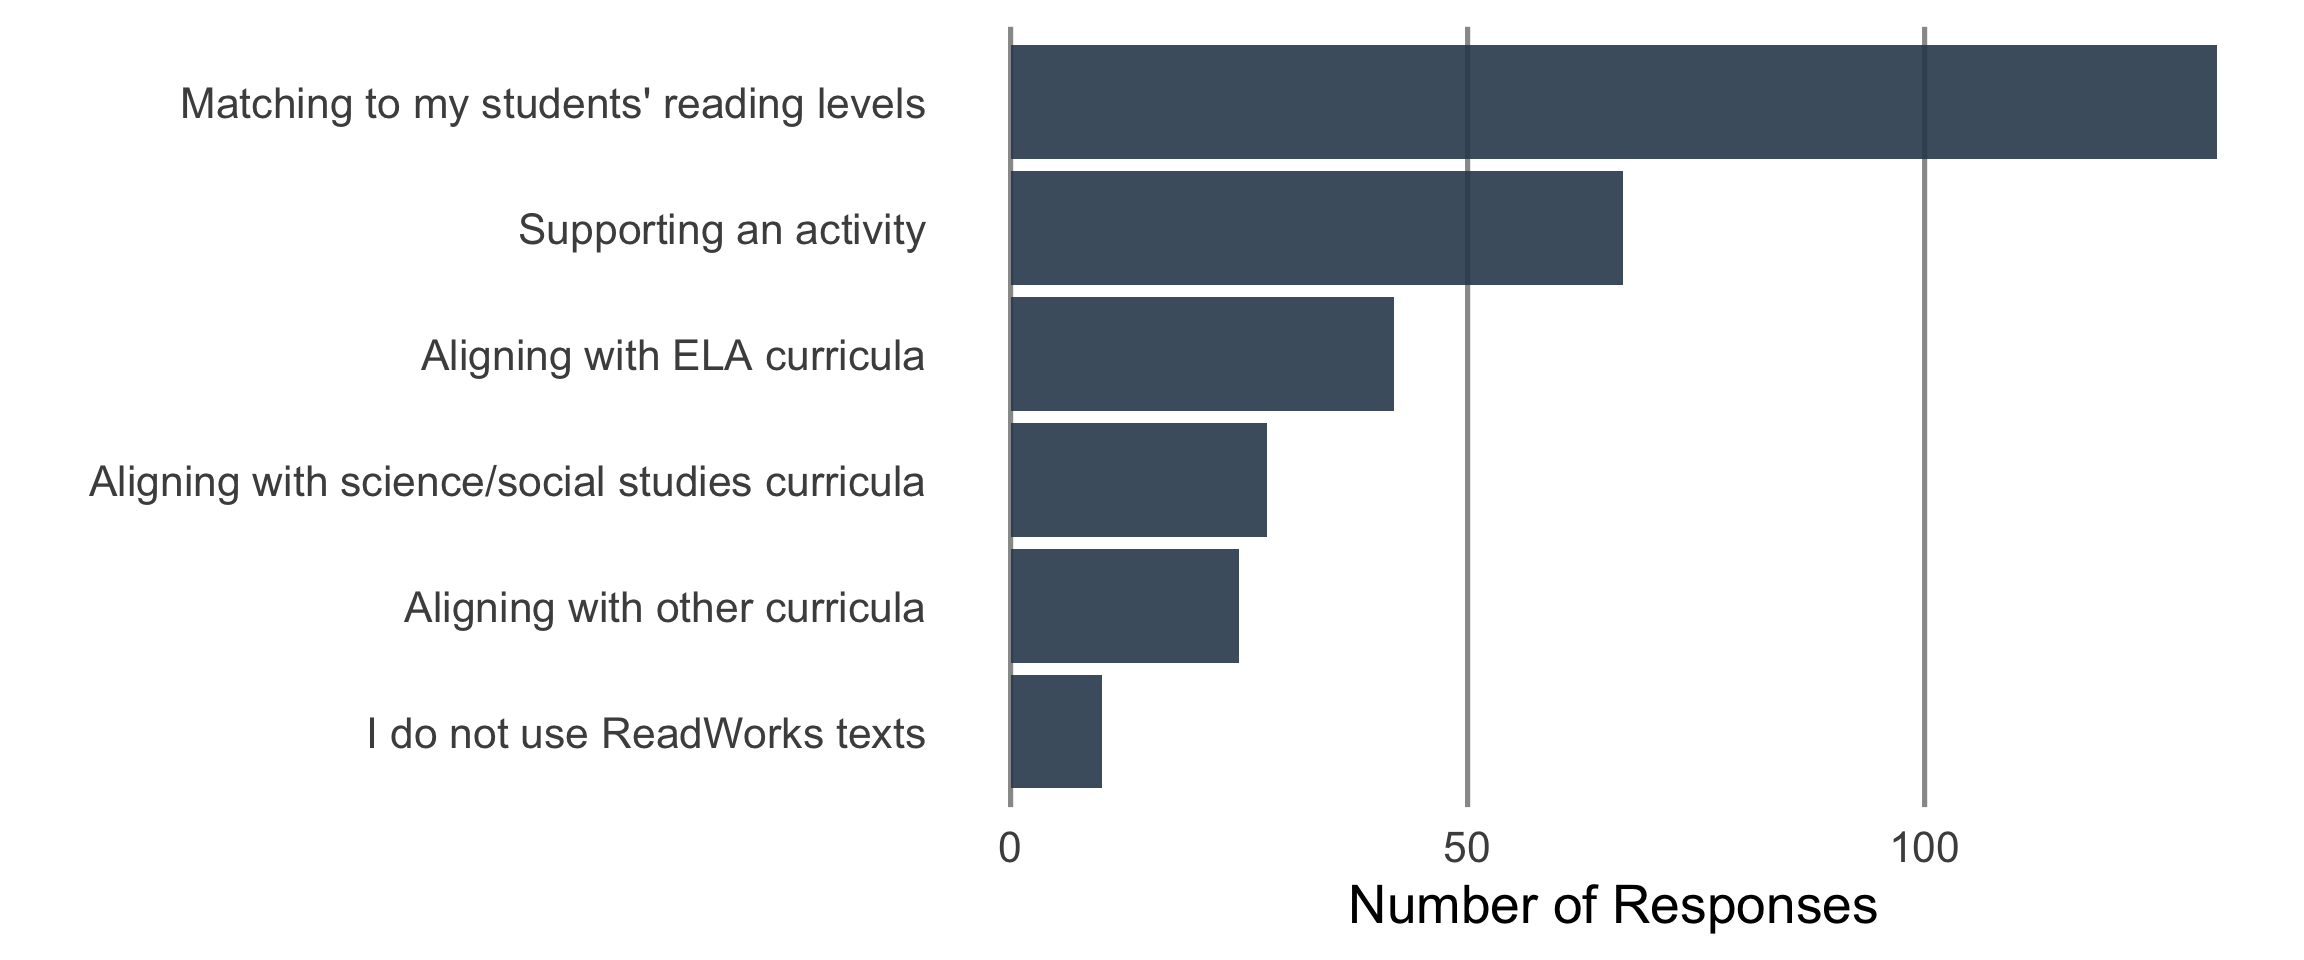 Matching to my students' reading levels
Supporting an activity
Aligning with ELA curricula
Aligning with science/social studies curricula
Aligning with other curricula
I do not use ReadWorks texts
0 50 100
Number of Responses